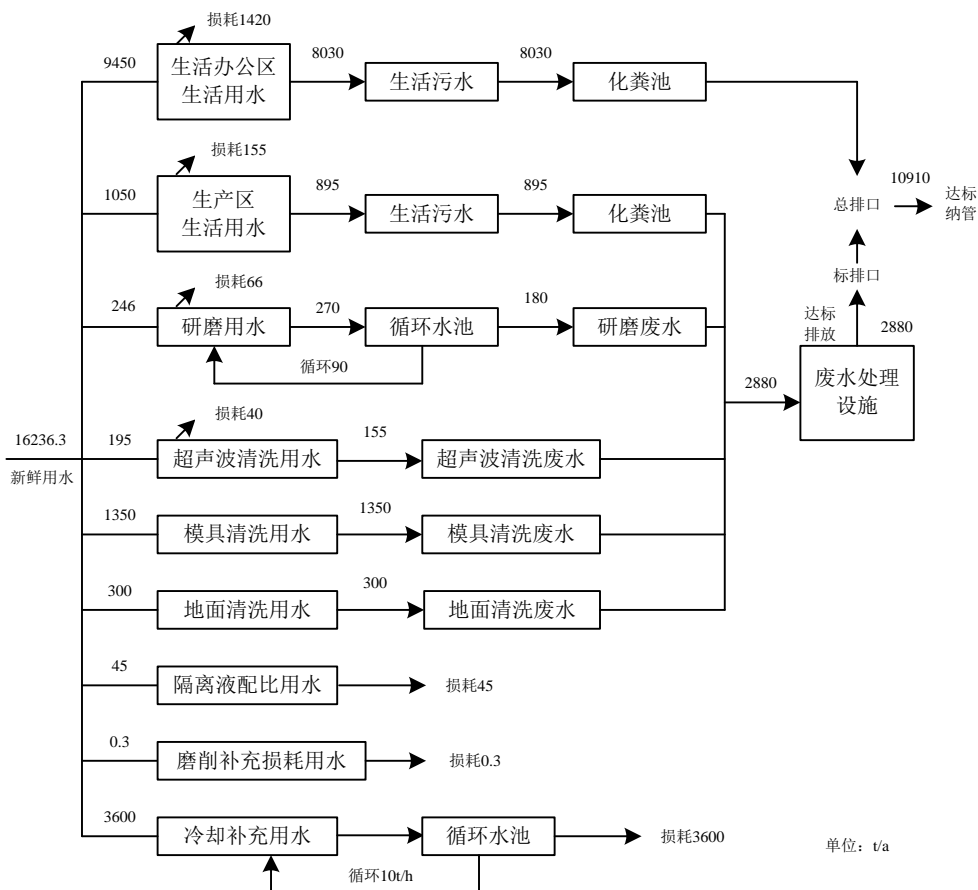 损耗1420
9450
生活办公区
生活用水
8030
生活污水
8030
化粪池
损耗155
1050
生产区
生活用水
895
生活污水
895
化粪池
总排口
10910
达标
纳管
标排口
损耗66
246
研磨用水
270
循环水池
180
研磨废水
循环90
达标
排放
2880
2880
废水处理
设施
16236.3
新鲜用水
损耗40
195
超声波清洗用水
155
超声波清洗废水
1350
模具清洗用水
1350
模具清洗废水
300
地面清洗用水
300
地面清洗废水
45
隔离液配比用水
损耗45
0.3
磨削补充损耗用水
损耗0.3
3600
冷却补充用水
循环水池
损耗3600
循环10t/h
单位：t/a